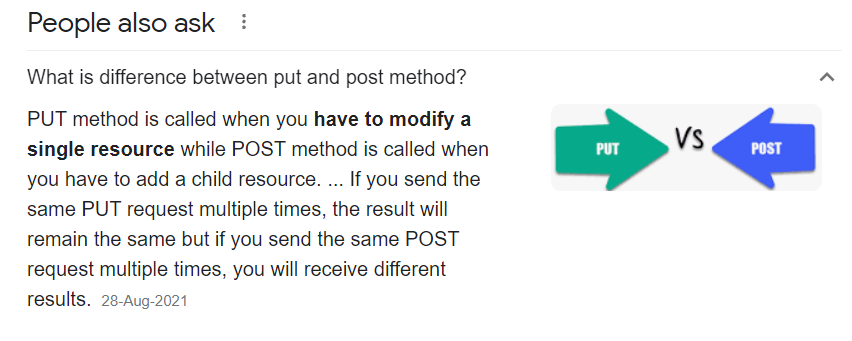 People also ask
What is difference between put and post method?
PUT method is called when you have to modify a
single resource while POST method is called when
you have to add a child resource. ... If you send the
same PUT request multiple times, the result will
remain the same but if you send the same POST
request multiple times, you will receive different
results. 28-Aug-2021
PUT VS POST